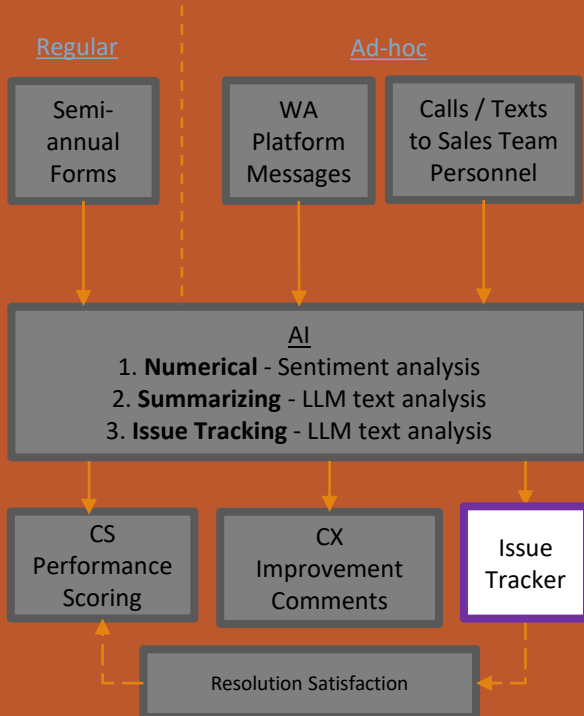 Regular
Ad-hoc
Semi-
annual
Forms
WA
Platform
Messages
Calls / Texts
to Sales Team
Personnel
AI
1. Numerical - Sentiment analysis
2. Summarizing - LLM text analysis
3. Issue Tracking - LLM text analysis
CS
Performance
Scoring
CX
Improvement
Comments
Issue
Tracker
Resolution Satisfaction